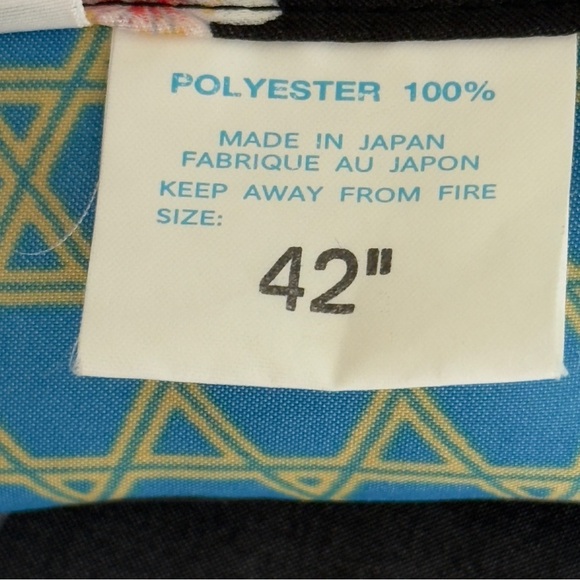 POLYESTER 100%
MADE IN JAPAN
FABRIQUE AU JAPON
KEEP AWAY FROM FIRE
SIZE:
42"